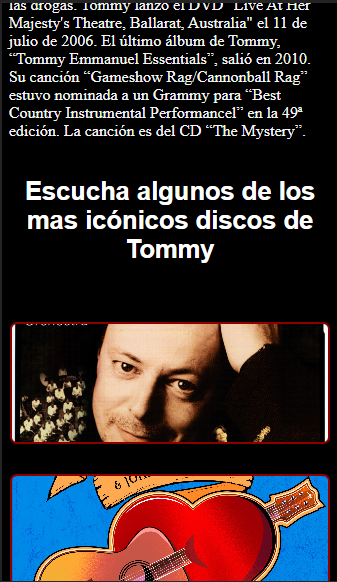 las drogas. Tommy lanzó el DVD "Live At Her
Majesty's Theatre, Ballarat, Australia" el 11 de
julio de 2006. El último álbum de Tommy,
“Tommy Emmanuel Essentials”, salió en 2010.
Su canción “Gameshow Rag/Cannonball Rag”
estuvo nominada a un Grammy para “Best
Country Instrumental Performancel” en la 49ª
edición. La canción es del CD “The Mystery”.
Escucha algunos de los
mas icónicos discos de
Tommy